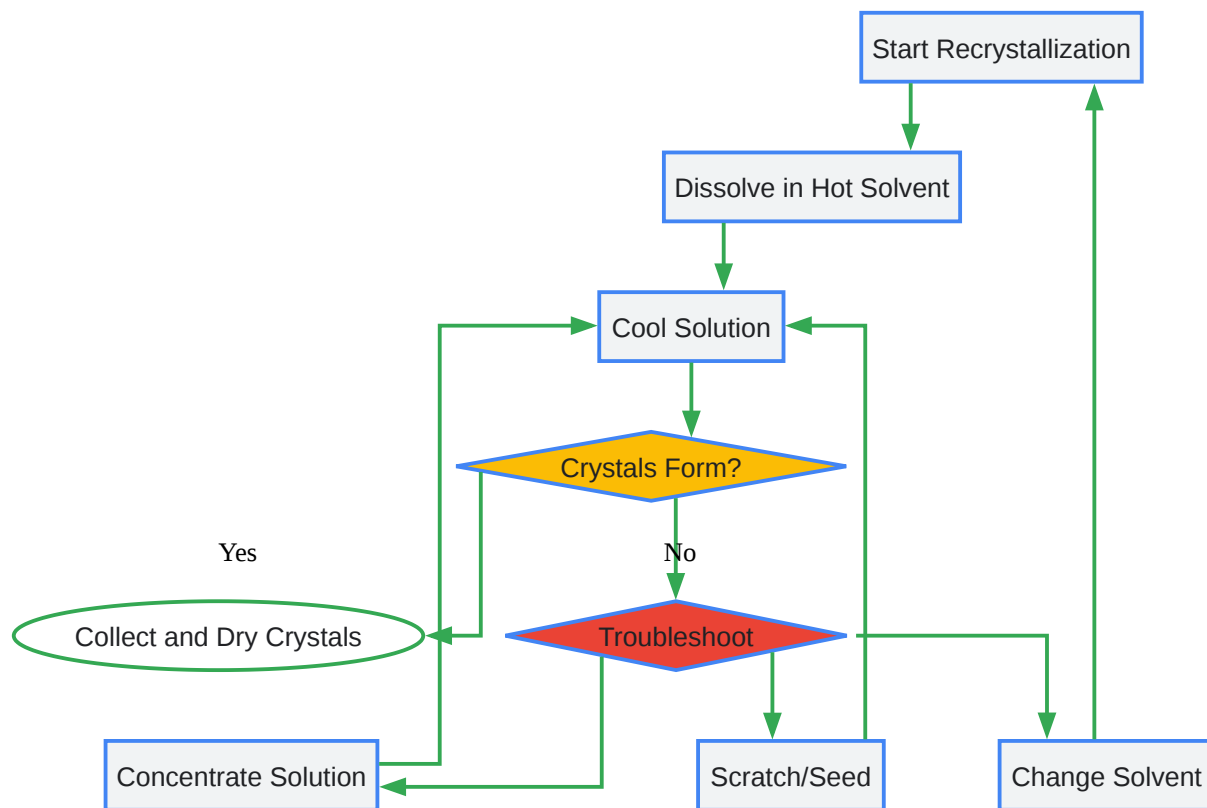 Start Recrystallization
Dissolve in Hot Solvent
Cool Solution
Crystals Form?
Yes
No
Collect and Dry Crystals
Troubleshoot
Concentrate Solution
Scratch/Seed
Change Solvent